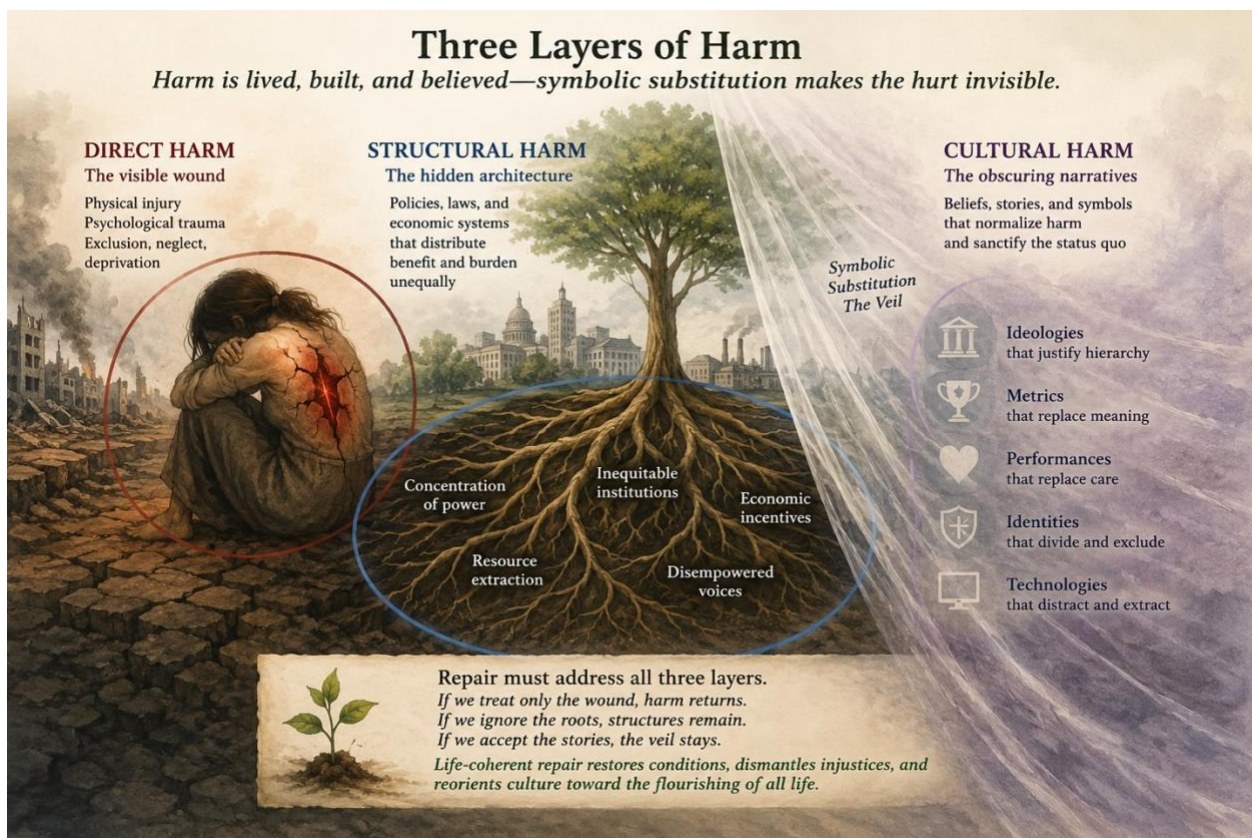 Three Layers of Harm
Harm is lived, built, and believed—symbolic substitution makes the hurt invisible.
DIRECT HARM
The visible wound
Physical injury
Psychological trauma
Exclusion, neglect,
deprivation
STRUCTURAL HARM
The hidden architecture
Policies, laws, and
economic systems
that distribute
benefit and burden
unequally
CULTURAL HARM
The obscuring narratives
Beliefs, stories, and symbols
that normalize harm
and sanctify the status quo
Symbolic
Substitution
The Veil
Ideologies
that justify hierarchy
Metrics
that replace meaning
Performances
that replace care
Identities
that divide and exclude
Technologies
that distract and extract
Concentration
of power
Inequitable
institutions
Economic
incentives
Resource
extraction
Disempowered
voices
Repair must address all three layers.
If we treat only the wound, harm returns.
If we ignore the roots, structures remain.
If we accept the stories, the veil stays.
Life-coherent repair restores conditions, dismantles injustices, and
reorients culture toward the flourishing of all life.